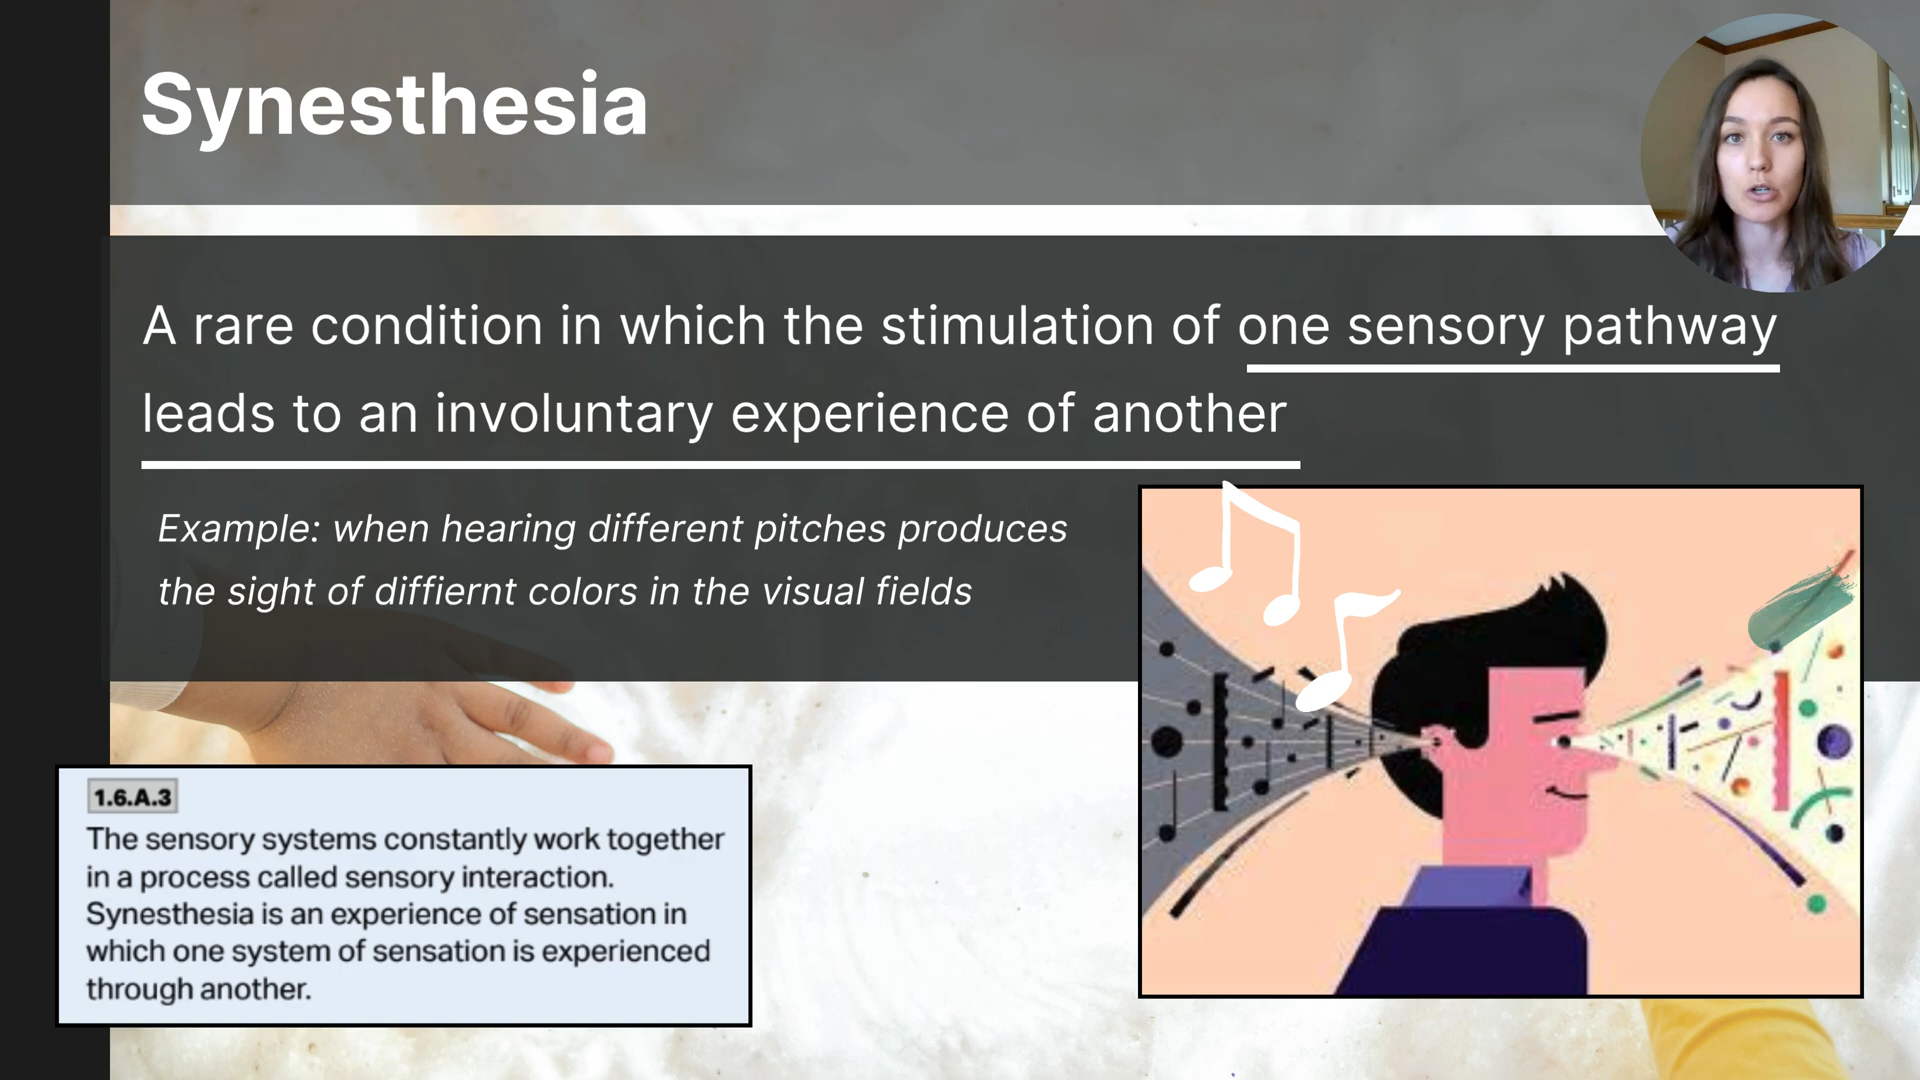 Synesthesia
A rare condition in which the stimulation of one sensory pathway
leads to an involuntary experience of another
Example: when hearing different pitches produces
the sight of diffiernt colors in the visual fields
1.6.A.3
The sensory systems constantly work together
in a process called sensory interaction.
Synesthesia is an experience of sensation in
which one system of sensation is experienced
through another.